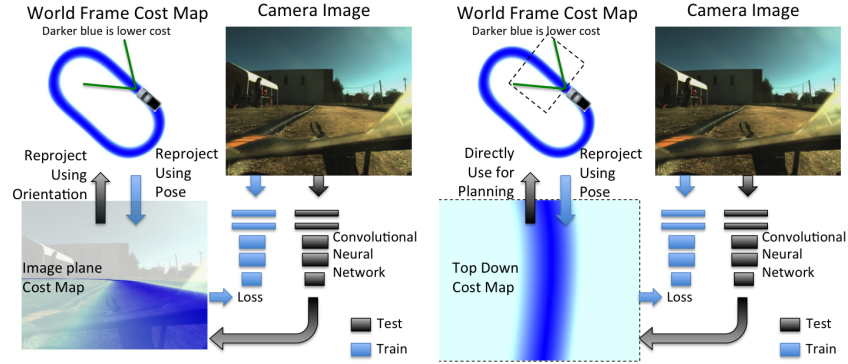 World Frame Cost Map
Darker blue is lower cost
Camera Image
Reproject
Using
Orientation
Reproject
Using
Pose
Image plane
Cost Map
Convolutional
Neural
Network
Loss
Test
Train
World Frame Cost Map
Darker blue is lower cost
Camera Image
Directly
Use for
Planning
Reproject
Using
Pose
Top Down
Cost Map
Convolutional
Neural
Network
Loss
Test
Train